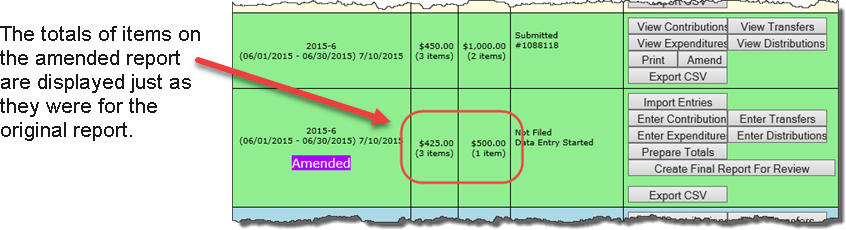 The totals of items on
the amended report
are displayed just as
they were for the
original report.
Export CSV
2015-6
(06/01/2015 - 06/30/2015) 7/10/2015
$450.00
(3 items)
$1,000.00
(2 items)
Submitted
#1088118
View Contributions View Transfers
View Expenditures View Distributions
Print Amend
Export CSV
2015-6
(06/01/2015 - 06/30/2015) 7/10/2015
Amended
$425.00
(3 items)
$500.00
(1 item)
Not Filed
Data Entry Started
Import Entries
Enter Contribution Enter Transfers
Enter Expenditure Enter Distributions
Prepare Totals
Create Final Report For Review
Export CSV